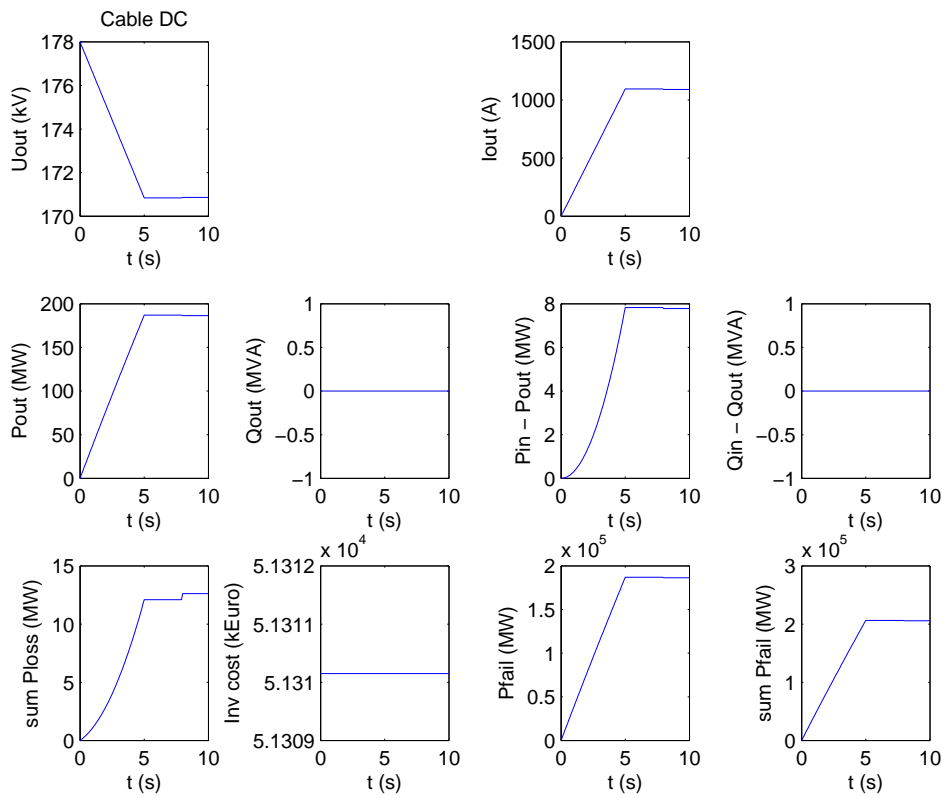 Cable DC
178
176
174
172
170
Uout (kV)
0 5 10
t (s)
1500
1000
500
0
Iout (A)
0 5 10
t (s)
200
150
100
50
0
Pout (MW)
0 5 10
t (s)
1
0.5
0
−0.5
−1
Qout (MVA)
0 5 10
t (s)
8
6
4
2
0
Pin − Pout (MW)
0 5 10
t (s)
1
0.5
0
−0.5
−1
Qin − Qout (MVA)
0 5 10
t (s)
15
10
5
0
sum Ploss (MW)
0 5 10
t (s)
x 10^4
5.1312
5.1311
5.131
5.1309
Inv cost (kEuro)
0 5 10
t (s)
x 10^5
2
1.5
1
0.5
0
Pfail (MW)
0 5 10
t (s)
x 10^5
3
2
1
0
sum Pfail (MW)
0 5 10
t (s)